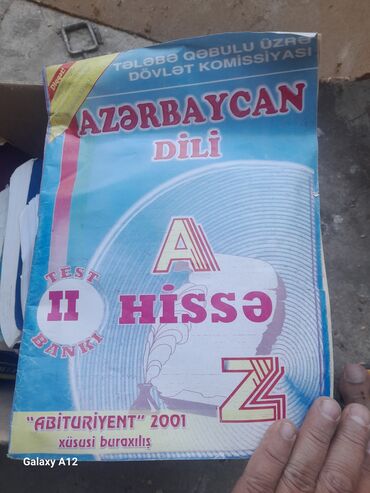 Diqqət!
TƏLƏBƏ QƏBULU ÜZRƏ
DÖVLƏT KOMİSSİYASI
AZƏRBAYCAN
DİLİ
A
TEST
II
BANKI
HİSSƏ
Z
"ABİTURİYENT" 2001
xüsusi buraxılış
Galaxy A12